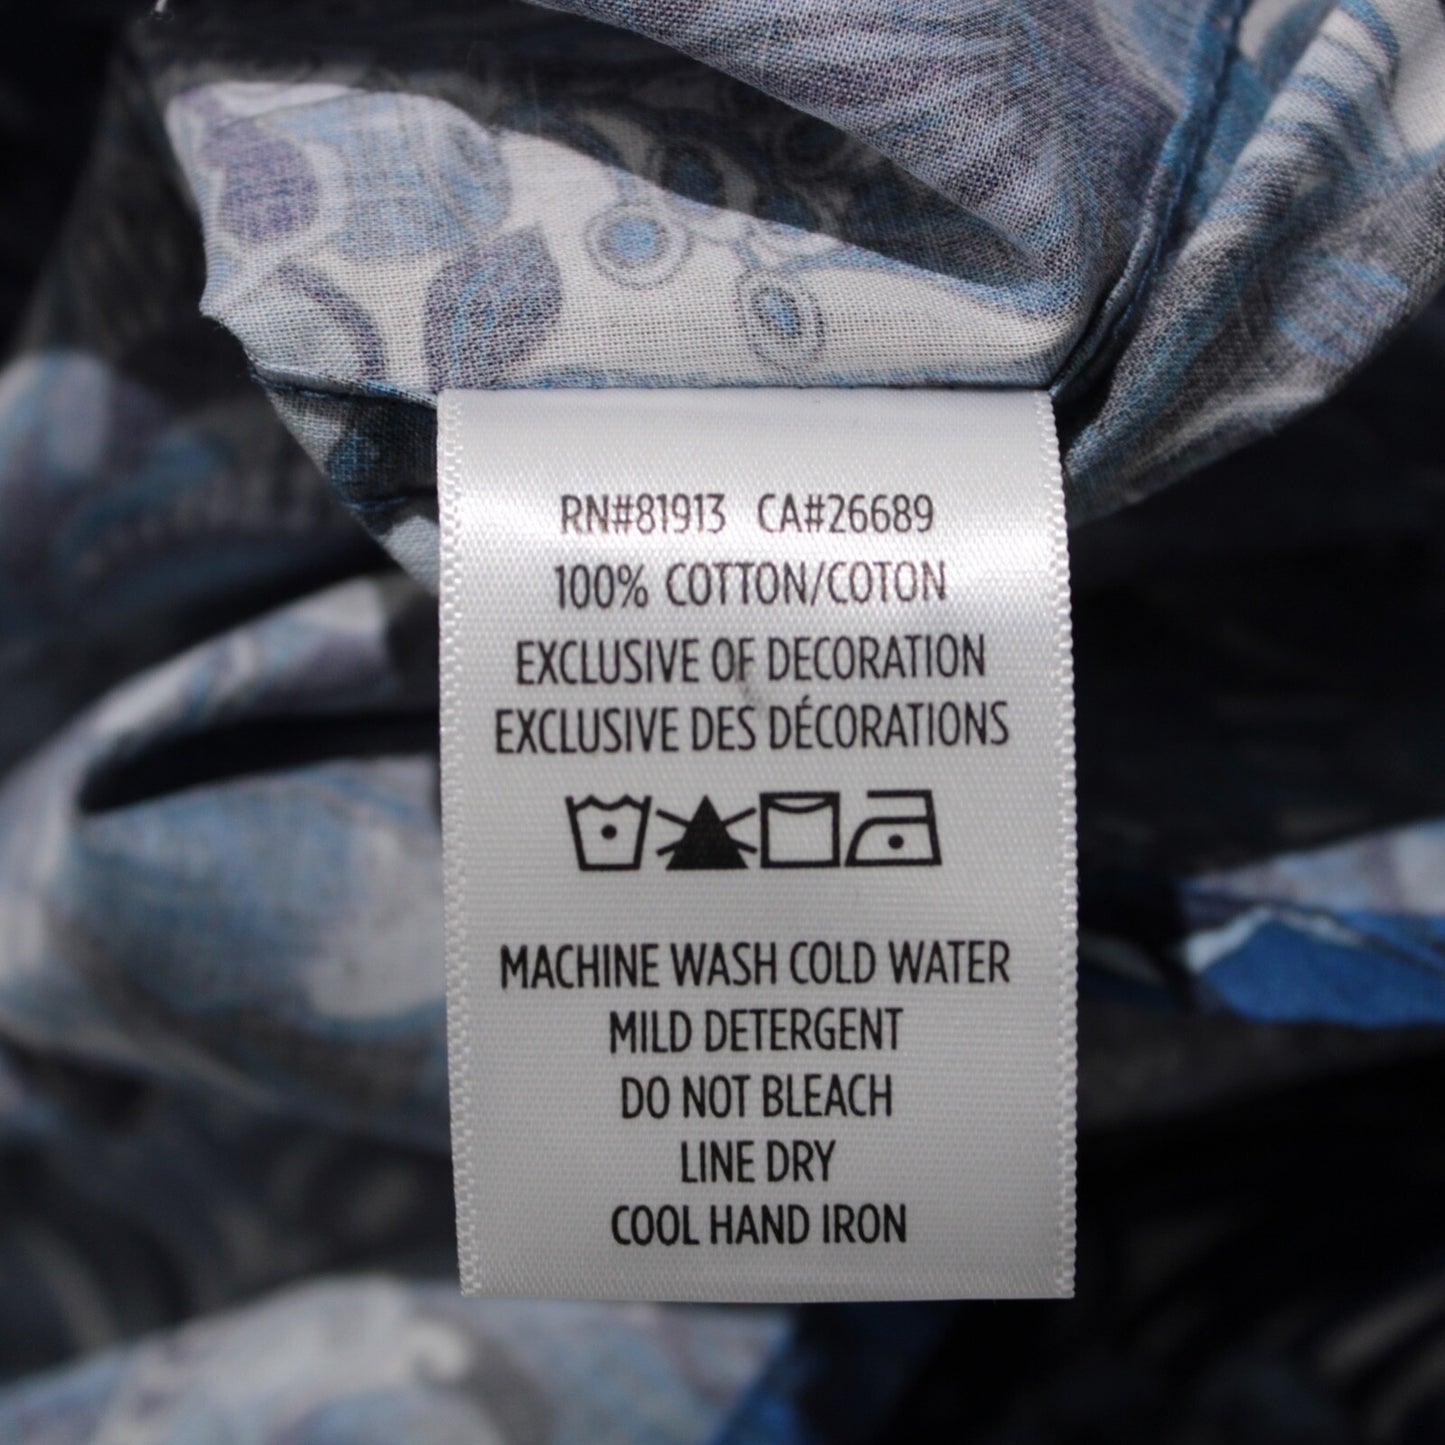 RN#81913 CA#26689
100% COTTON/COTON
EXCLUSIVE OF DECORATION
EXCLUSIVE DES DÉCORATIONS
MACHINE WASH COLD WATER
MILD DETERGENT
DO NOT BLEACH
LINE DRY
COOL HAND IRON